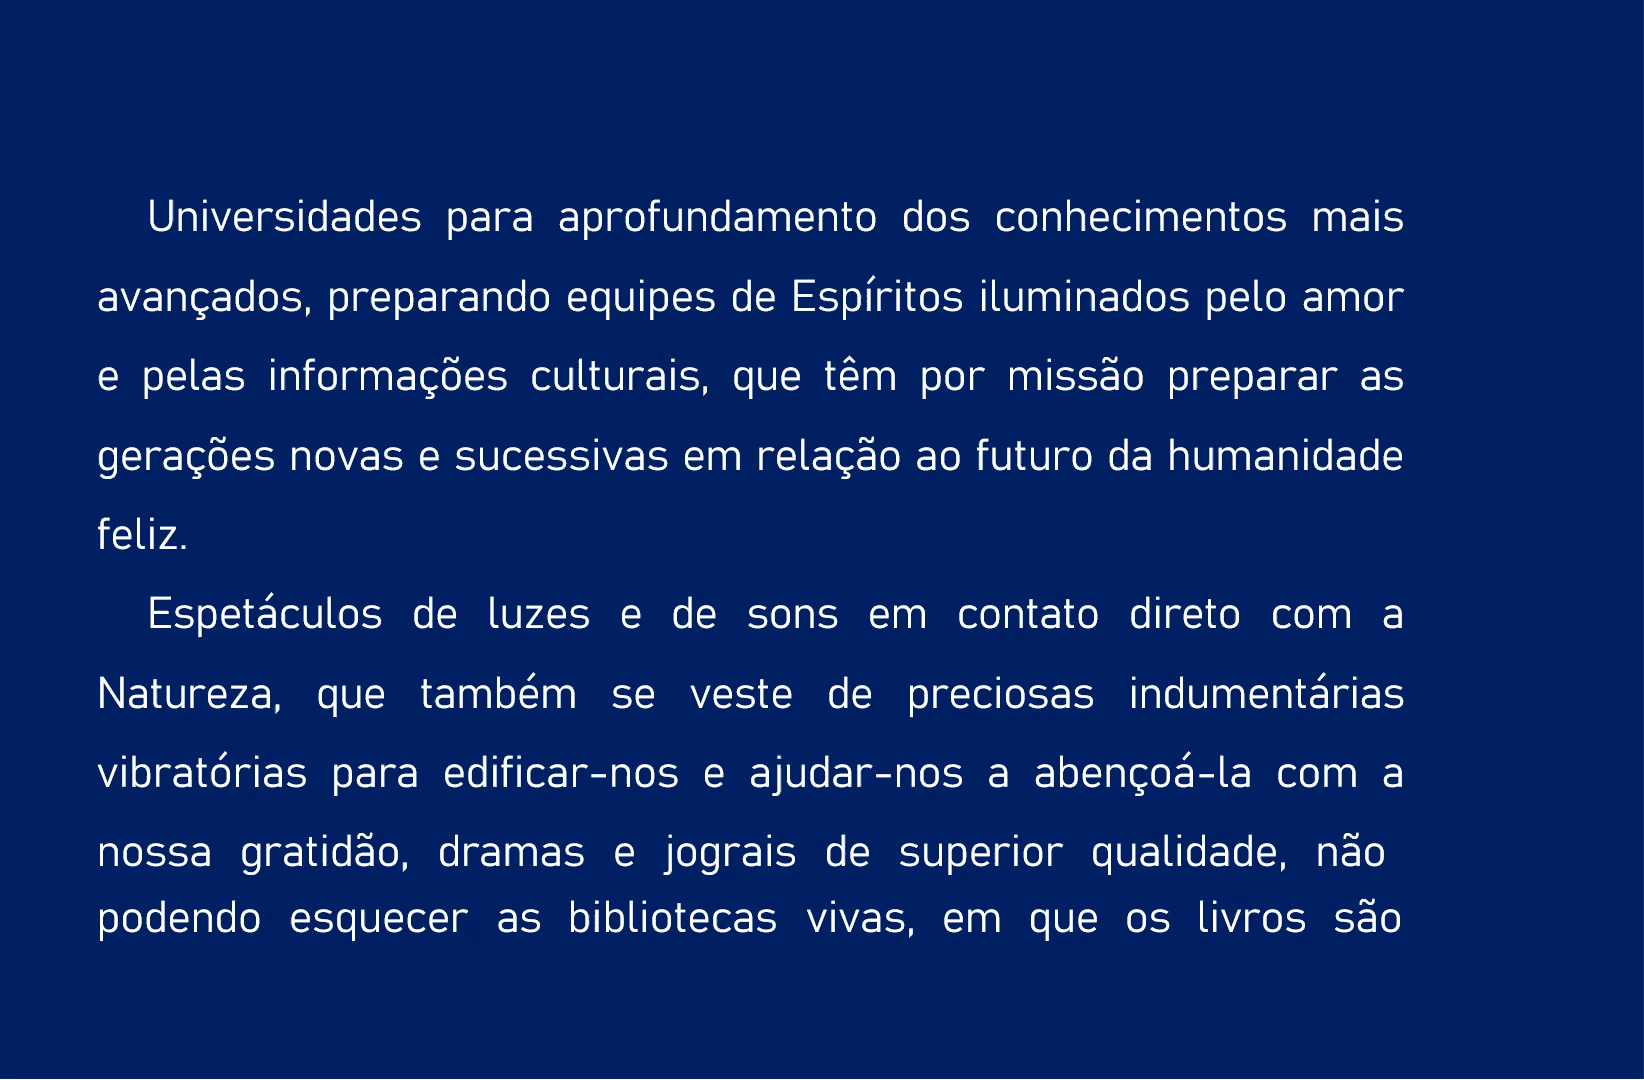 Universidades para aprofundamento dos conhecimentos mais
avançados, preparando equipes de Espíritos iluminados pelo amor
e pelas informações culturais, que têm por missão preparar as
gerações novas e sucessivas em relação ao futuro da humanidade
feliz.
Espetáculos de luzes e de sons em contato direto com a
Natureza, que também se veste de preciosas indumentárias
vibratórias para edificar-nos e ajudar-nos a abençoá-la com a
nossa gratidão, dramas e jograis de superior qualidade, não
podendo esquecer as bibliotecas vivas, em que os livros são